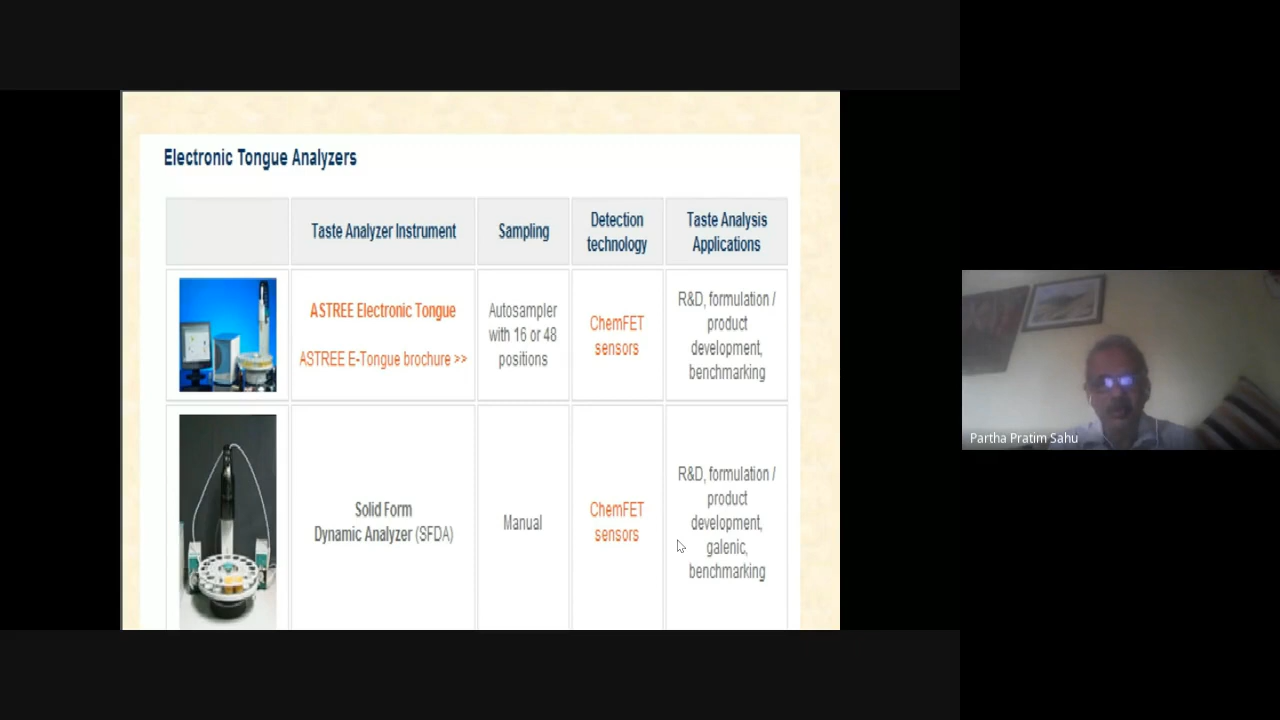 Electronic Tongue Analyzers
Taste Analyzer Instrument
Sampling
Detection
technology
Taste Analysis
Applications
ASTREE Electronic Tongue
ASTREE E-Tongue brochure >>
Autosampler
with 16 or 48
positions
ChemFET
sensors
R&D, formulation /
product
development,
benchmarking
Solid Form
Dynamic Analyzer (SFDA)
Manual
ChemFET
sensors
R&D, formulation /
product
development,
galenic,
benchmarking
Partha Pratim Sahu